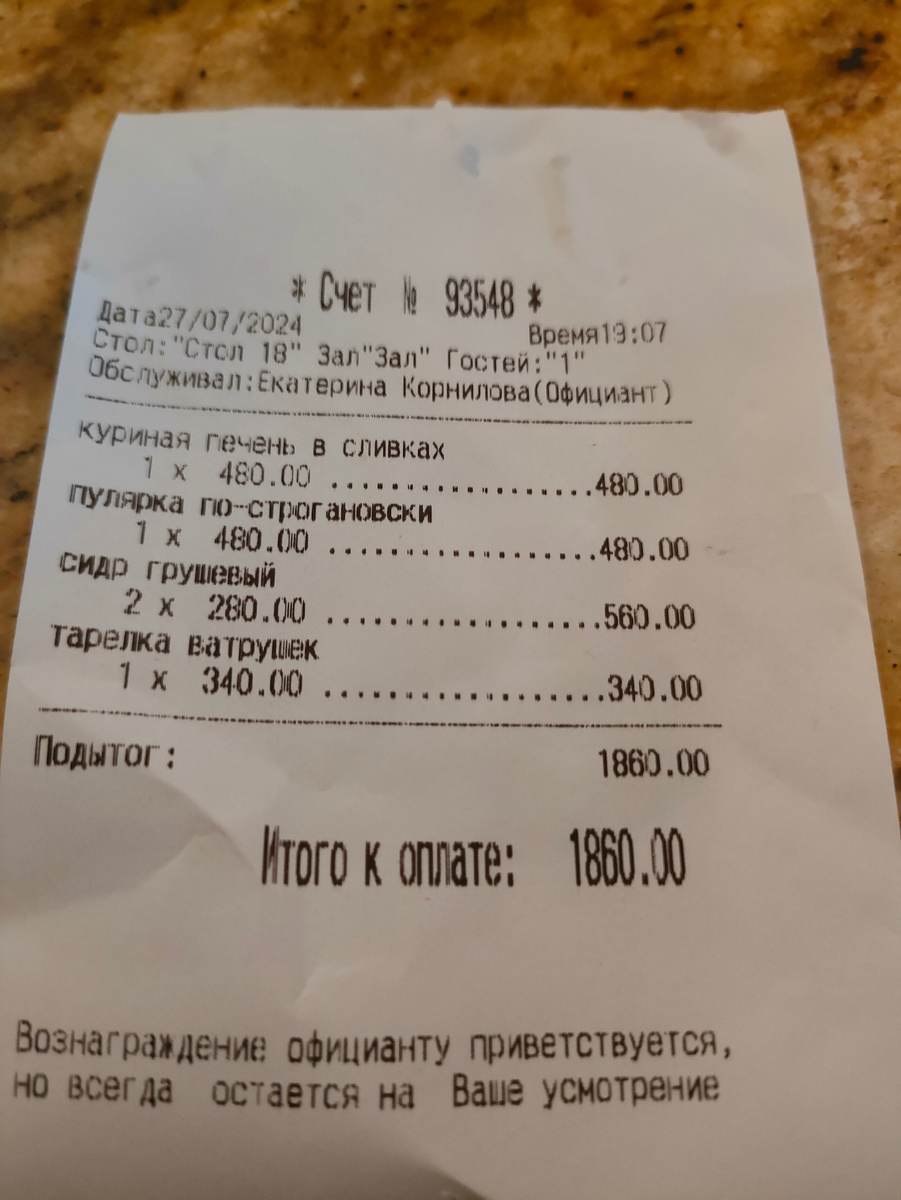 * Счет № 93548 *
Дата27/07/2024 Время19:07
Стол:"Стол 18" Зал"Зал" Гостей:"1"
Обслуживал:Екатерина Корнилова(Официант)
куриная печень в сливках
1 x 480.00 ..........................480.00
пулярка по-строгановски
1 x 480.00 ..........................480.00
сидр грушевый
2 x 280.00 ..........................560.00
тарелка ватрушек
1 x 340.00 ..........................340.00
Подытог: 1860.00
Итого к оплате: 1860.00
Вознаграждение официанту приветствуется,
но всегда остается на Ваше усмотрение